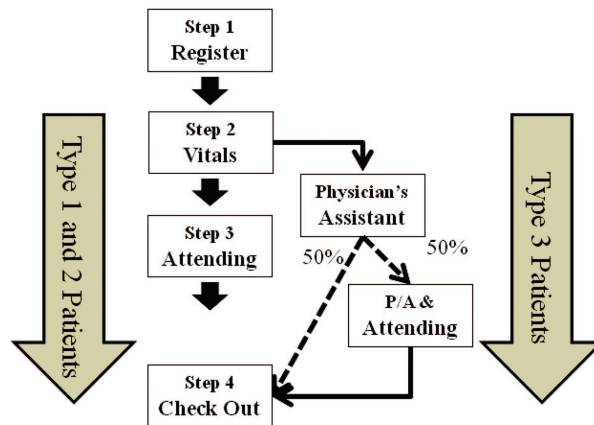 Step 1
Register
Step 2
Vitals
Physician's
Assistant
Step 3
Attending
50%
50%
P/A &
Attending
Step 4
Check Out
Type 1 and 2 Patients
Type 3 Patients